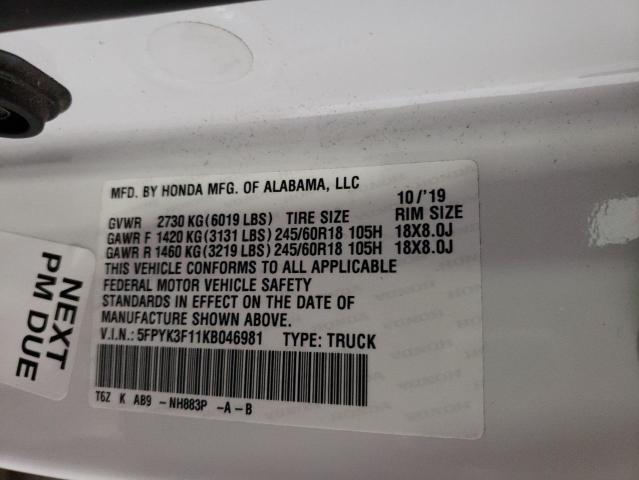 MFD. BY HONDA MFG. OF ALABAMA, LLC 10/'19
GVWR 2730 KG(6019 LBS) TIRE SIZE RIM SIZE
GAWR F 1420 KG(3131 LBS) 245/60R18 105H 18X8.0J
GAWR R 1460 KG(3219 LBS) 245/60R18 105H 18X8.0J
THIS VEHICLE CONFORMS TO ALL APPLICABLE
FEDERAL MOTOR VEHICLE SAFETY
STANDARDS IN EFFECT ON THE DATE OF
MANUFACTURE SHOWN ABOVE.
V.I.N.: 5FPYK3F11KB046981 TYPE: TRUCK
T6Z K AB9 -NH883P -A-B
NEXT
PM DUE